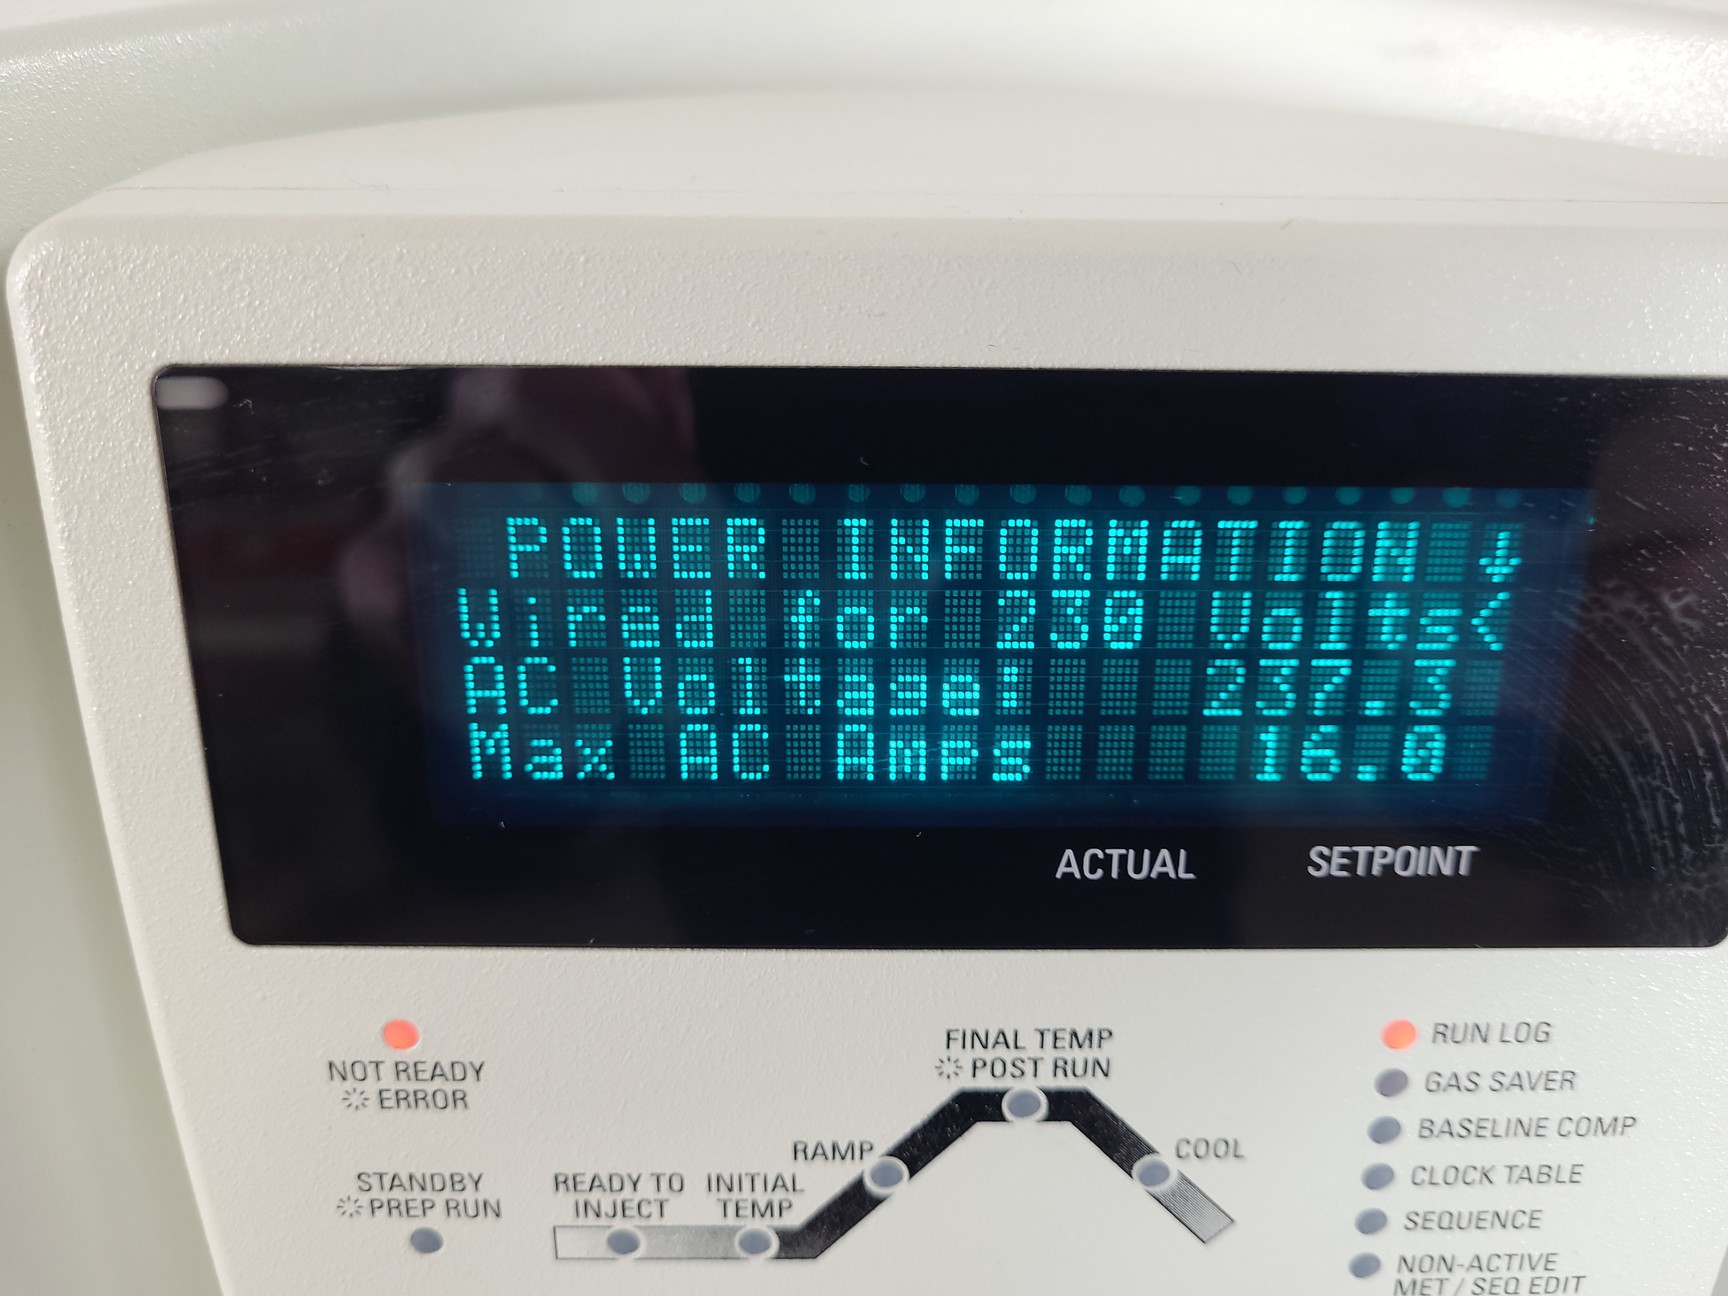 POWER INFORMATION ↓
Wired for 230 Volts<
AC Voltage: 237.3
Max AC Amps 16.0
ACTUAL SETPOINT
NOT READY
ERROR
STANDBY
PREP RUN
READY TO
INJECT
INITIAL
TEMP
RAMP
FINAL TEMP
POST RUN
COOL
RUN LOG
GAS SAVER
BASELINE COMP
CLOCK TABLE
SEQUENCE
NON-ACTIVE
MET / SEQ EDIT